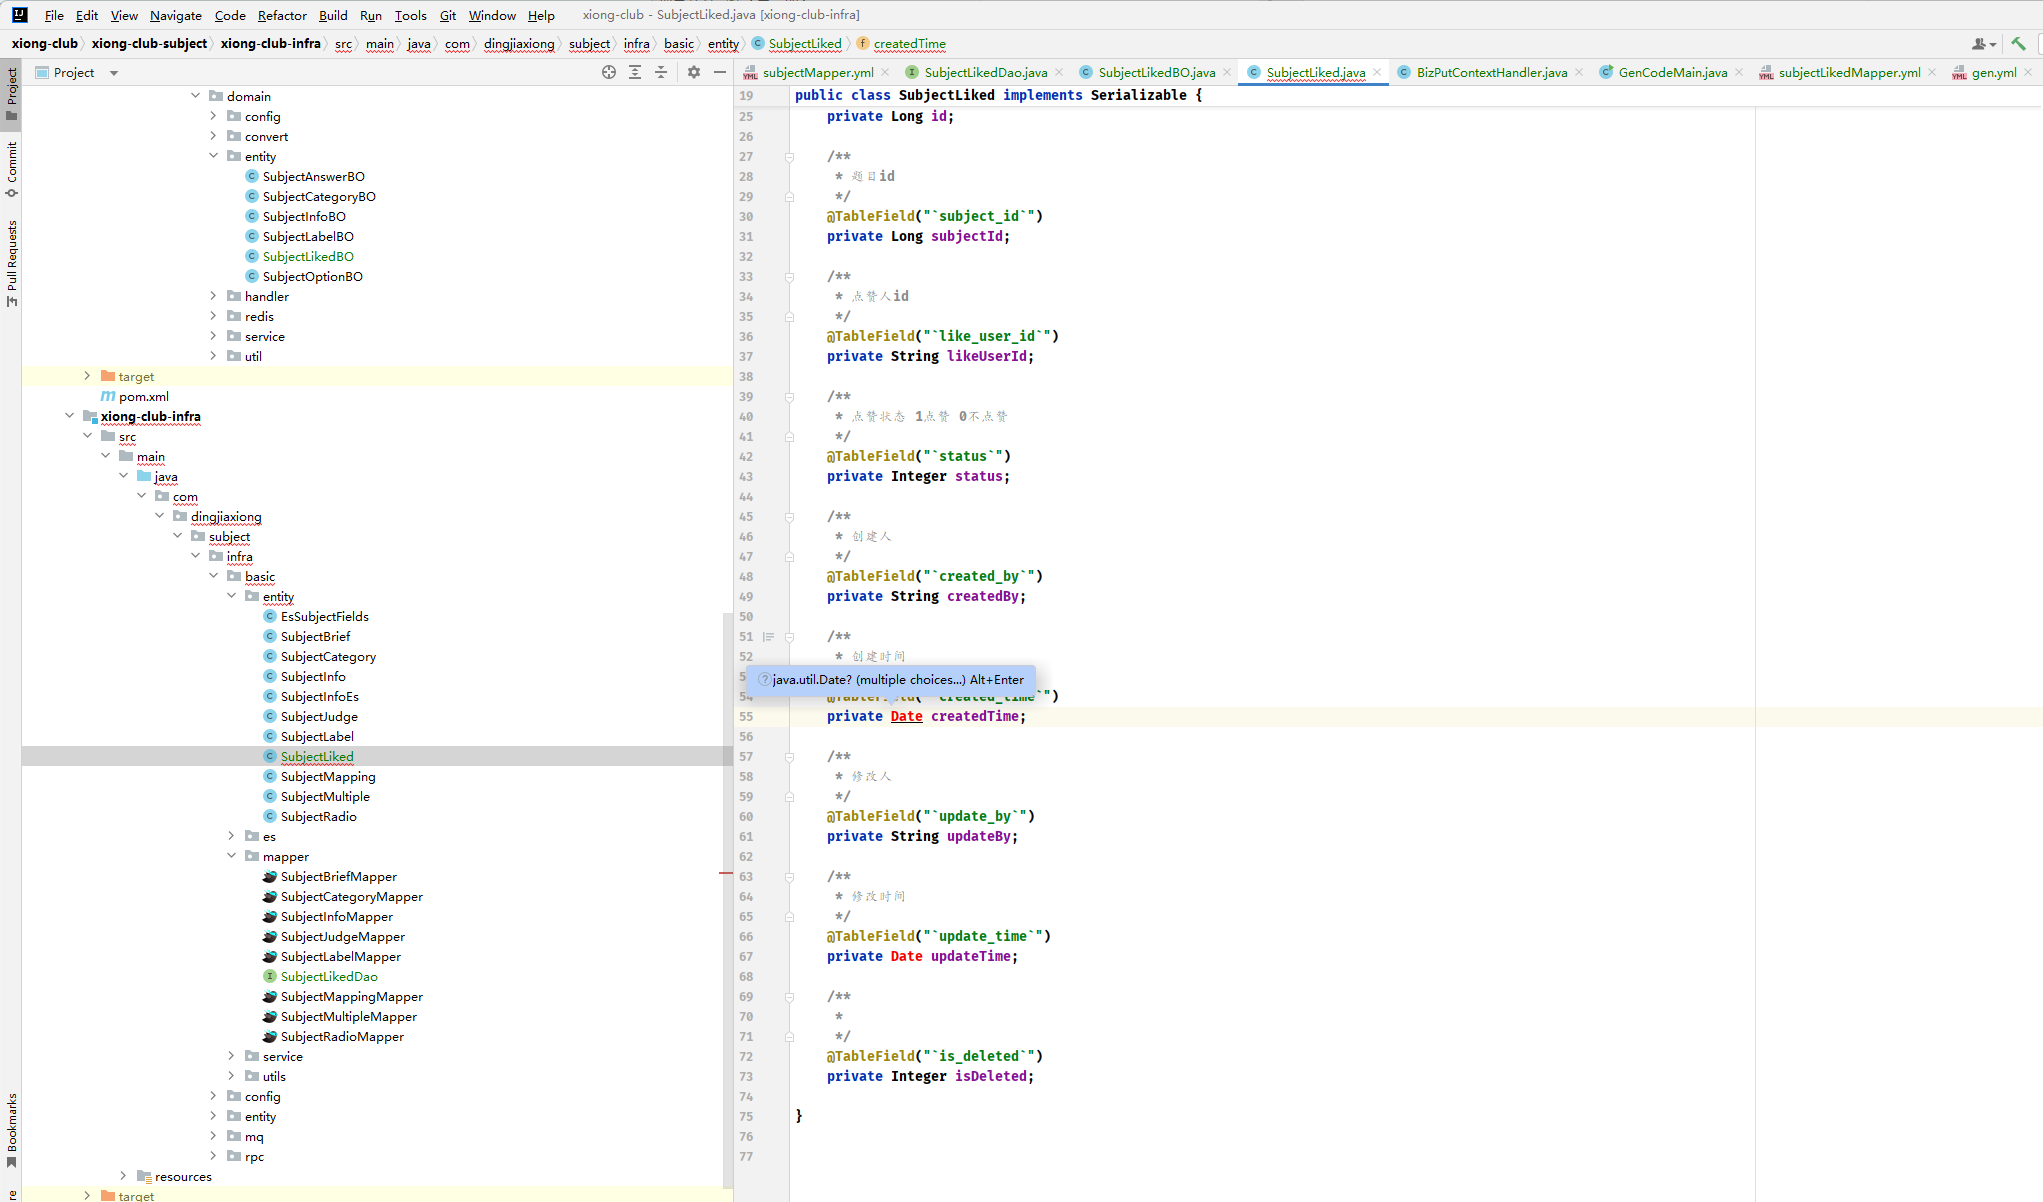 File Edit View Navigate Code Refactor Build Run Tools Git Window Help xiong-club - SubjectLiked.java [xiong-club-infra]
xiong-club xiong-club-subject xiong-club-infra src main java com dingjiaxiong subject infra basic entity SubjectLiked createdTime
Project
subjectMapper.yml SubjectLikedDao.java SubjectLikedBO.java SubjectLiked.java BizPutContextHandler.java GenCodeMain.java subjectLikedMapper.yml gen.yml
Project
Commit
Pull Requests
Bookmarks
domain
config
convert
entity
SubjectAnswerBO
SubjectCategoryBO
SubjectInfoBO
SubjectLabelBO
SubjectLikedBO
SubjectOptionBO
handler
redis
service
util
target
pom.xml
xiong-club-infra
src
main
java
com
dingjiaxiong
subject
infra
basic
entity
EsSubjectFields
SubjectBrief
SubjectCategory
SubjectInfo
SubjectInfoEs
SubjectJudge
SubjectLabel
SubjectLiked
SubjectMapping
SubjectMultiple
SubjectRadio
es
mapper
SubjectBriefMapper
SubjectCategoryMapper
SubjectInfoMapper
SubjectJudgeMapper
SubjectLabelMapper
SubjectLikedDao
SubjectMappingMapper
SubjectMultipleMapper
SubjectRadioMapper
service
utils
config
entity
mq
rpc
resources
target
19 public class SubjectLiked implements Serializable {
25 private Long id;
26
27 /**
28 * 题目id
29 */
30 @TableField("`subject_id`")
31 private Long subjectId;
32
33 /**
34 * 点赞人id
35 */
36 @TableField("`like_user_id`")
37 private String likeUserId;
38
39 /**
40 * 点赞状态 1点赞 0不点赞
41 */
42 @TableField("`status`")
43 private Integer status;
44
45 /**
46 * 创建人
47 */
48 @TableField("`created_by`")
49 private String createdBy;
50
51 /**
52 * 创建时间
java.util.Date? (multiple choices...) Alt+Enter
54 @TableField("`created_time`")
55 private Date createdTime;
56
57 /**
58 * 修改人
59 */
60 @TableField("`update_by`")
61 private String updateBy;
62
63 /**
64 * 修改时间
65 */
66 @TableField("`update_time`")
67 private Date updateTime;
68
69 /**
70 *
71 */
72 @TableField("`is_deleted`")
73 private Integer isDeleted;
74
75 }
76
77